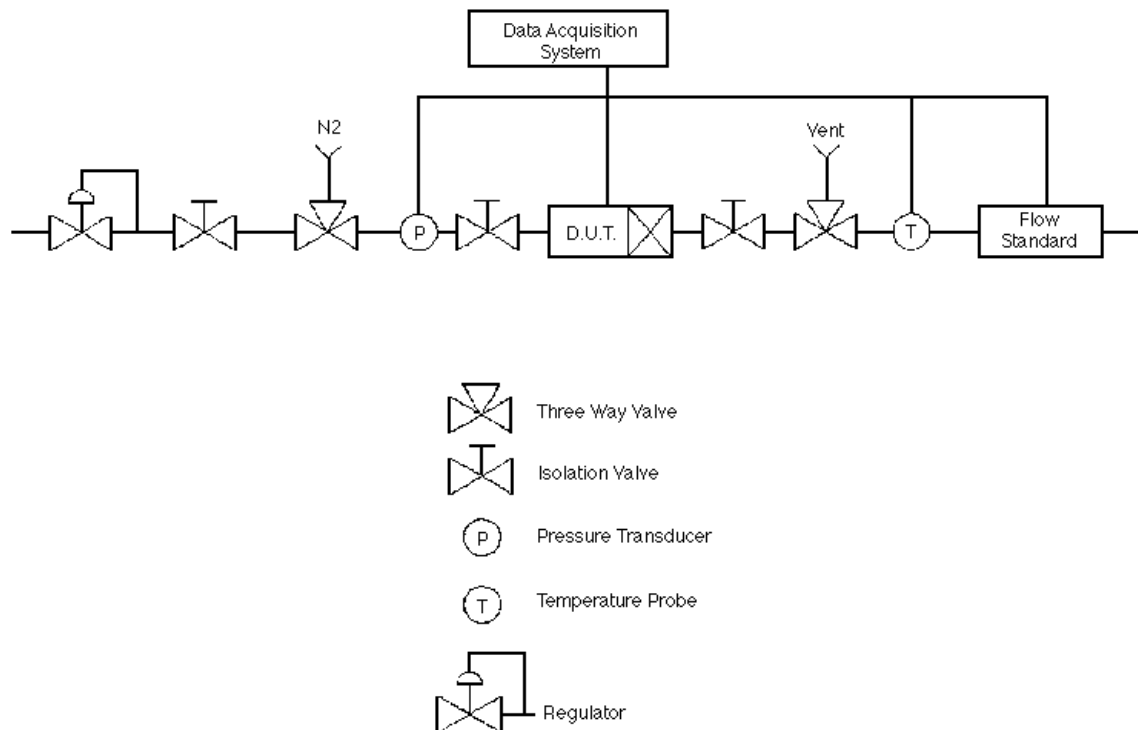 Data Acquisition
System
N2
Vent
P
D.U.T.
T
Flow
Standard
Three Way Valve
Isolation Valve
P
Pressure Transducer
T
Temperature Probe
Regulator